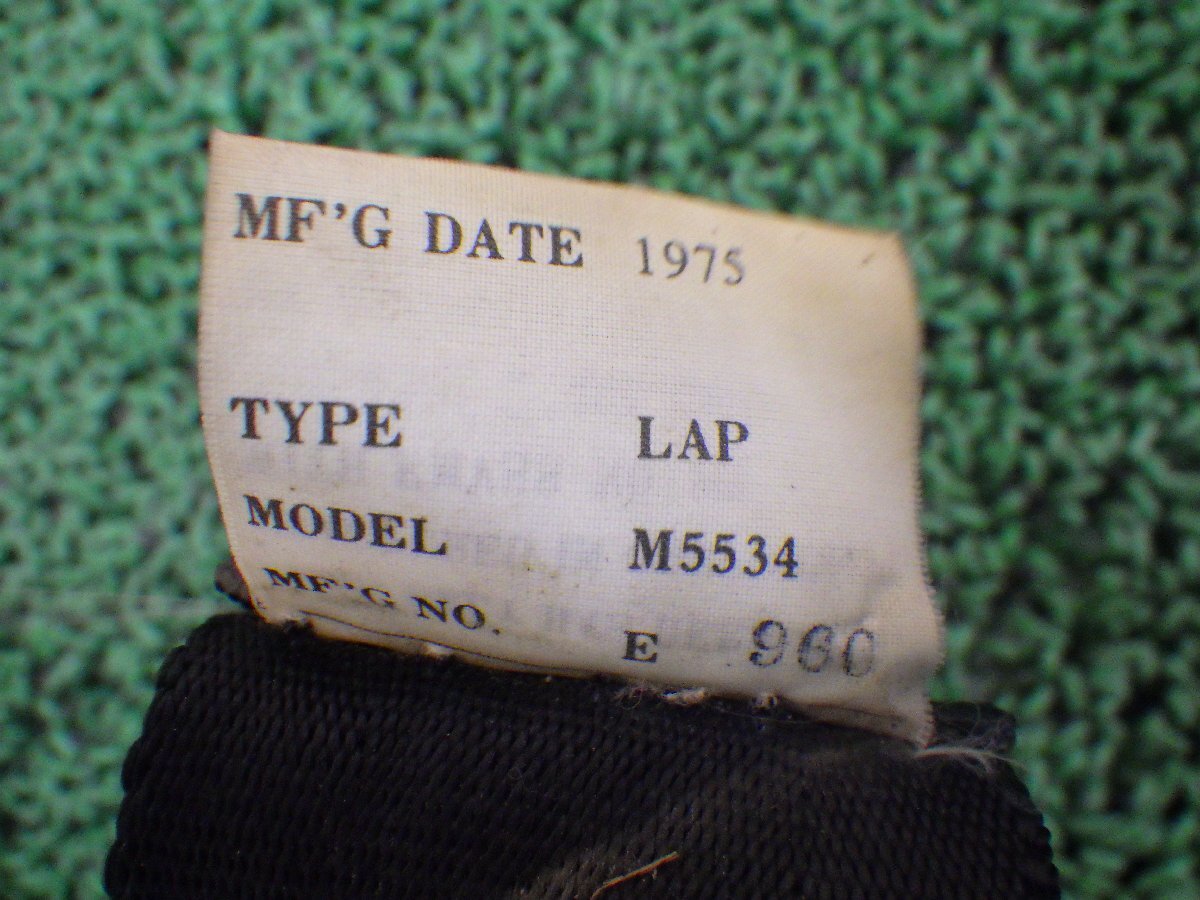 MF'G DATE 1975
TYPE LAP
MODEL M5534
MF'G NO. E 960